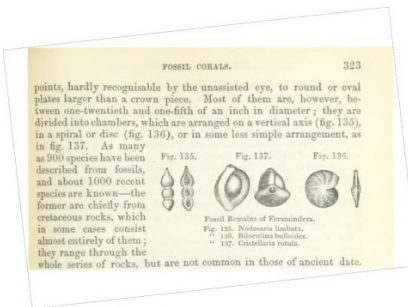 FOSSIL CORALS. 323
points, hardly recognisable by the unassisted eye, to round or oval
plates larger than a crown piece. Most of them are, however, be-
tween one-twentieth and one-fifth of an inch in diameter; they are
divided into chambers, which are arranged on a vertical axis (fig. 135),
in a spiral or disc (fig. 136), or in some less simple arrangement, as
in fig. 137. As many
as 900 species have been
described from fossils,
and about 1000 recent
species are known—the
former are chiefly from
cretaceous rocks, which
in some cases consist
almost entirely of them;
they range through the
Fig. 135. Fig. 137. Fig. 136.
Fossil Remains of Foraminifera.
Fig. 135. Nodosaria limbata.
" 136. Biloculina bulloides.
" 137. Cristellaria rotula.
whole series of rocks, but are not common in those of ancient date.